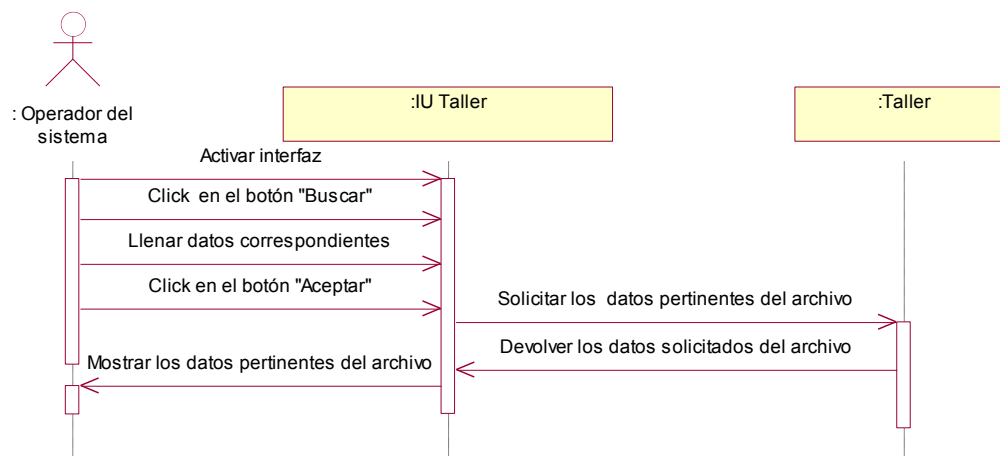 : Operador del
sistema
:IU Taller
:Taller
Activar interfaz
Click en el botón "Buscar"
Llenar datos correspondientes
Click en el botón "Aceptar"
Solicitar los datos pertinentes del archivo
Devolver los datos solicitados del archivo
Mostrar los datos pertinentes del archivo